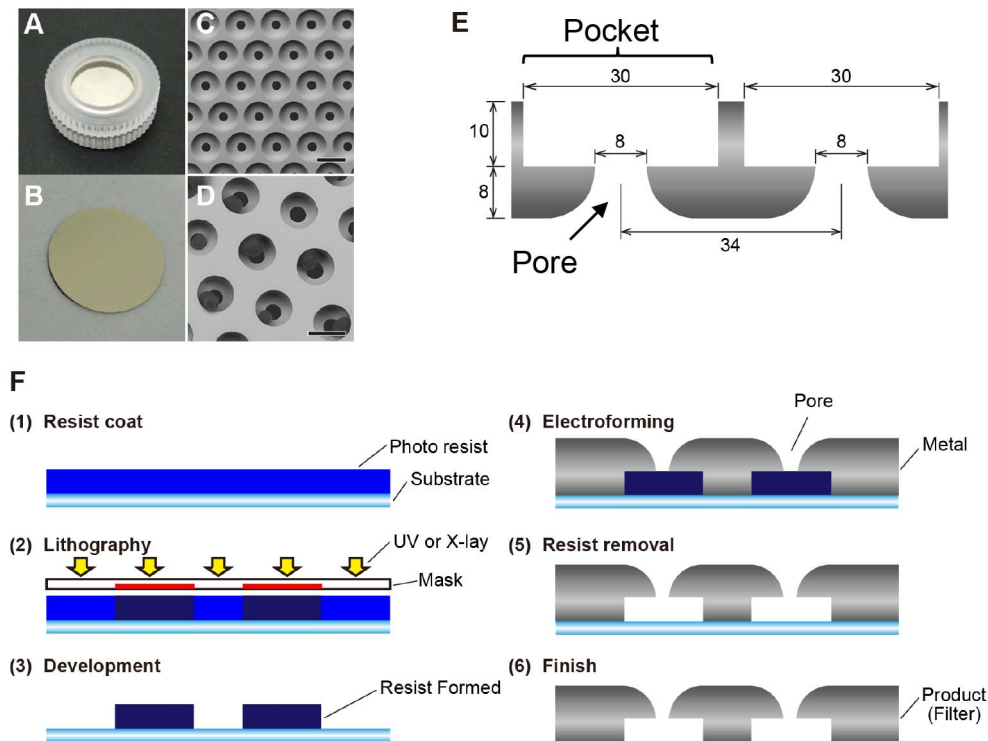 A
C
B
D
E
Pocket
30
30
10
8
8
8
34
Pore
F
(1) Resist coat
Photo resist
Substrate
(2) Lithography
UV or X-lay
Mask
(3) Development
Resist Formed
(4) Electroforming
Pore
Metal
(5) Resist removal
(6) Finish
Product
(Filter)